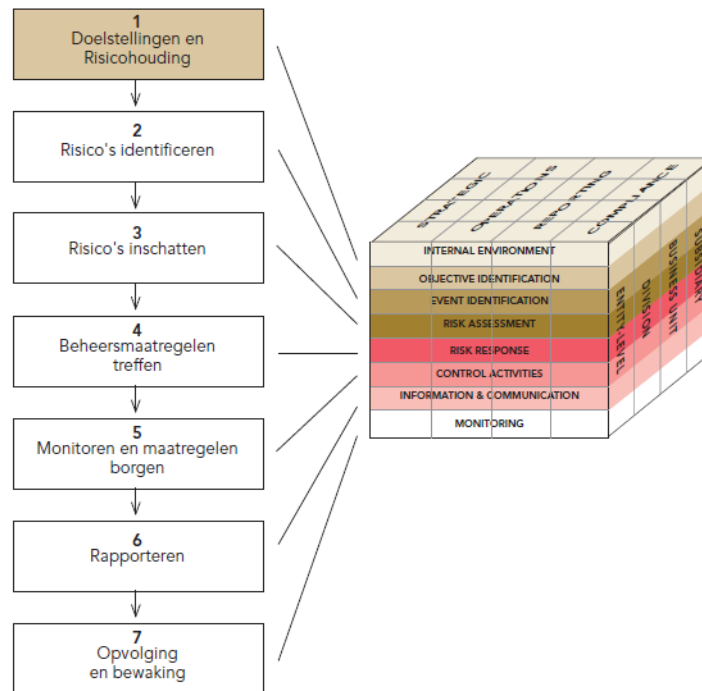 1
Doelstellingen en
Risicohouding
2
Risico's identificeren
3
Risico's inschatten
4
Beheersmaatregelen
treffen
5
Monitoren en maatregelen
borgen
6
Rapporteren
7
Opvolging
en bewaking
STRATEGIC
OPERATIONS
REPORTING
COMPLIANCE
INTERNAL ENVIRONMENT
OBJECTIVE IDENTIFICATION
EVENT IDENTIFICATION
RISK ASSESSMENT
RISK RESPONSE
CONTROL ACTIVITIES
INFORMATION & COMMUNICATION
MONITORING
ENTITY-LEVEL
DIVISION
BUSINESS UNIT
SUBSIDIARY